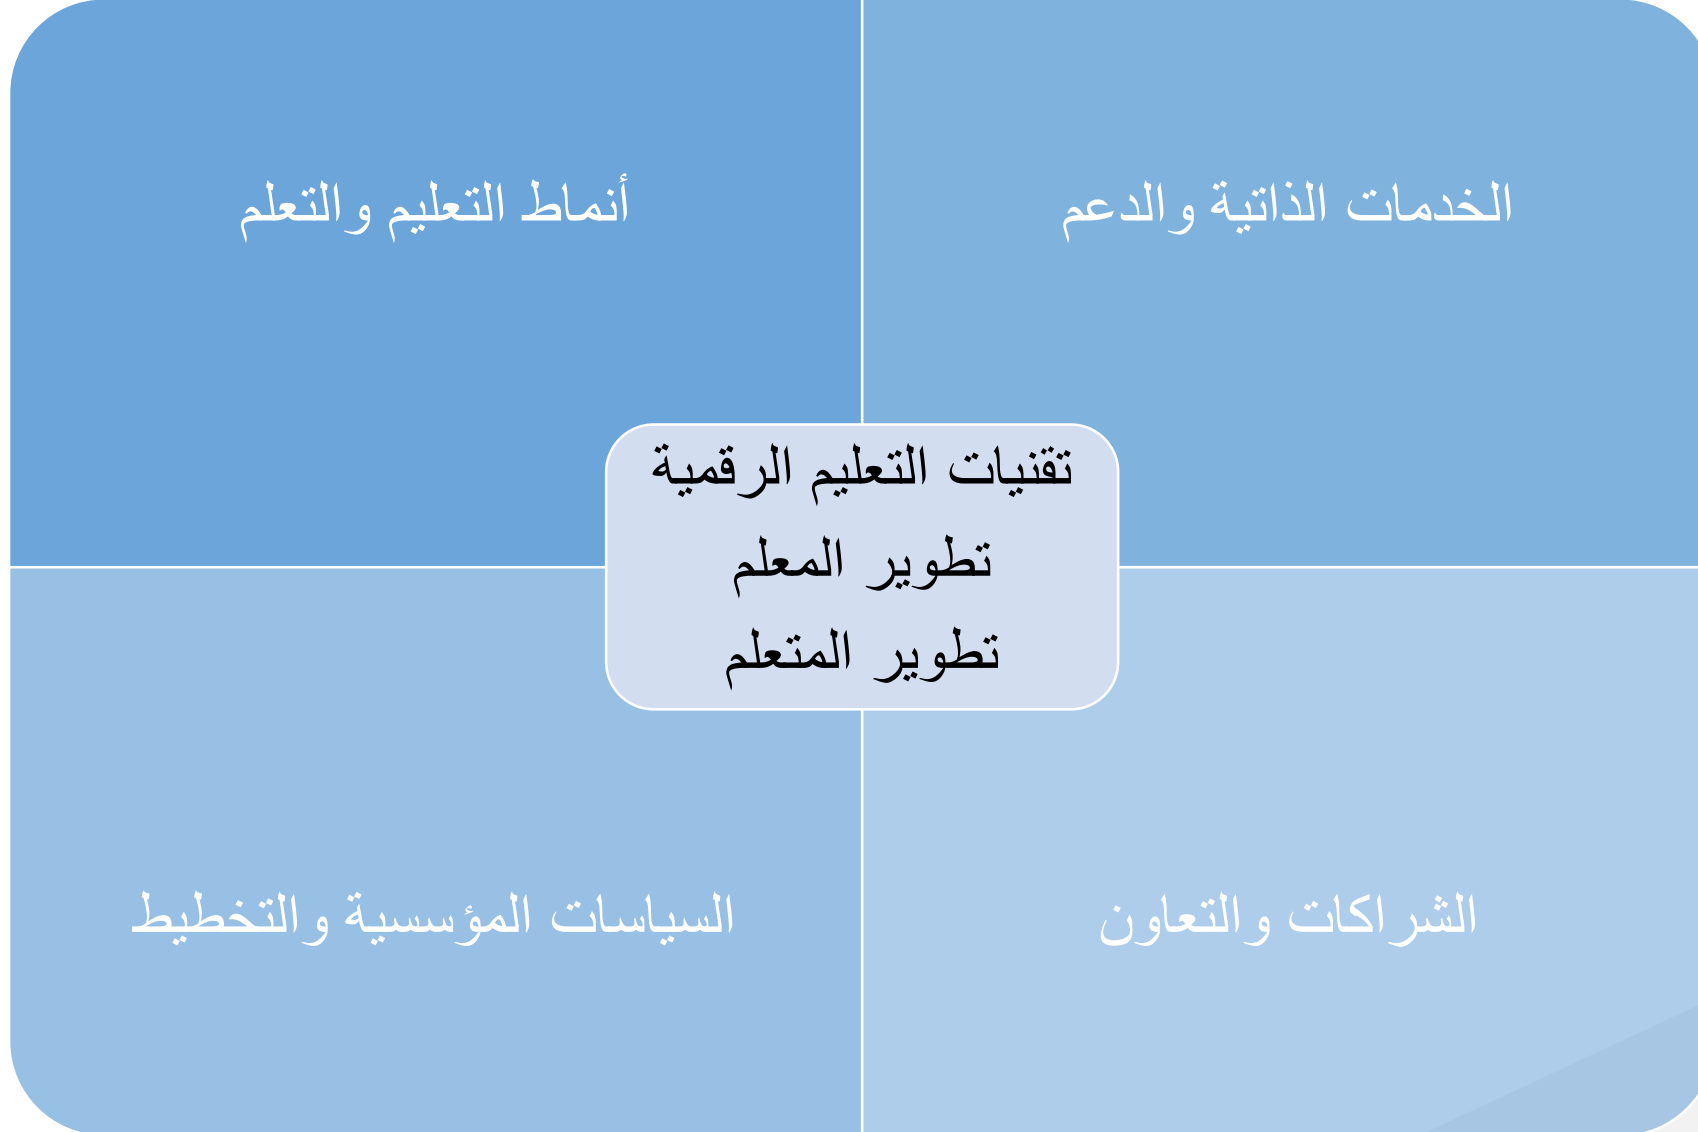 الخدمات الذاتية والدعم
أنماط التعليم والتعلم
تقنيات التعليم الرقمية
تطوير المعلم
تطوير المتعلم
الشراكات والتعاون
السياسات المؤسسية والتخطيط